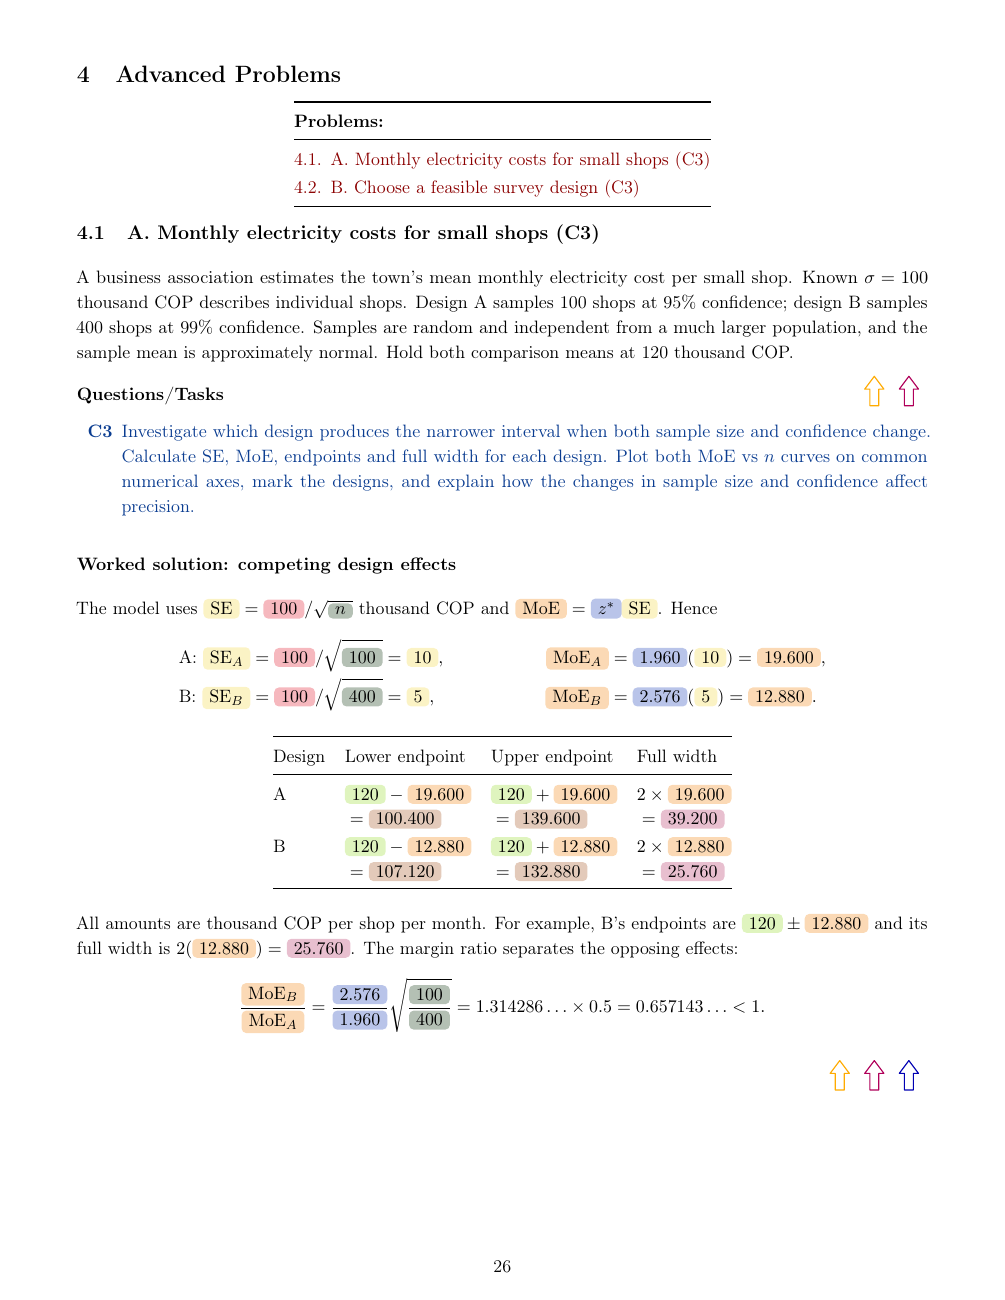 4 Advanced Problems
Problems:
4.1. A. Monthly electricity costs for small shops (C3)
4.2. B. Choose a feasible survey design (C3)
4.1 A. Monthly electricity costs for small shops (C3)
A business association estimates the town's mean monthly electricity cost per small shop. Known σ = 100
thousand COP describes individual shops. Design A samples 100 shops at 95% confidence; design B samples
400 shops at 99% confidence. Samples are random and independent from a much larger population, and the
sample mean is approximately normal. Hold both comparison means at 120 thousand COP.
Questions/Tasks
C3 Investigate which design produces the narrower interval when both sample size and confidence change.
Calculate SE, MoE, endpoints and full width for each design. Plot both MoE vs n curves on common
numerical axes, mark the designs, and explain how the changes in sample size and confidence affect
precision.
Worked solution: competing design effects
The model uses SE = 100/√n thousand COP and MoE = z* SE. Hence
A: SE_A = 100/√100 = 10, MoE_A = 1.960(10) = 19.600,
B: SE_B = 100/√400 = 5, MoE_B = 2.576(5) = 12.880.
Design Lower endpoint Upper endpoint Full width
A 120 − 19.600 120 + 19.600 2 × 19.600
= 100.400 = 139.600 = 39.200
B 120 − 12.880 120 + 12.880 2 × 12.880
= 107.120 = 132.880 = 25.760
All amounts are thousand COP per shop per month. For example, B's endpoints are 120 ± 12.880 and its
full width is 2(12.880) = 25.760. The margin ratio separates the opposing effects:
MoE_B/MoE_A = 2.576/1.960 √(100/400) = 1.314286... × 0.5 = 0.657143... < 1.
26